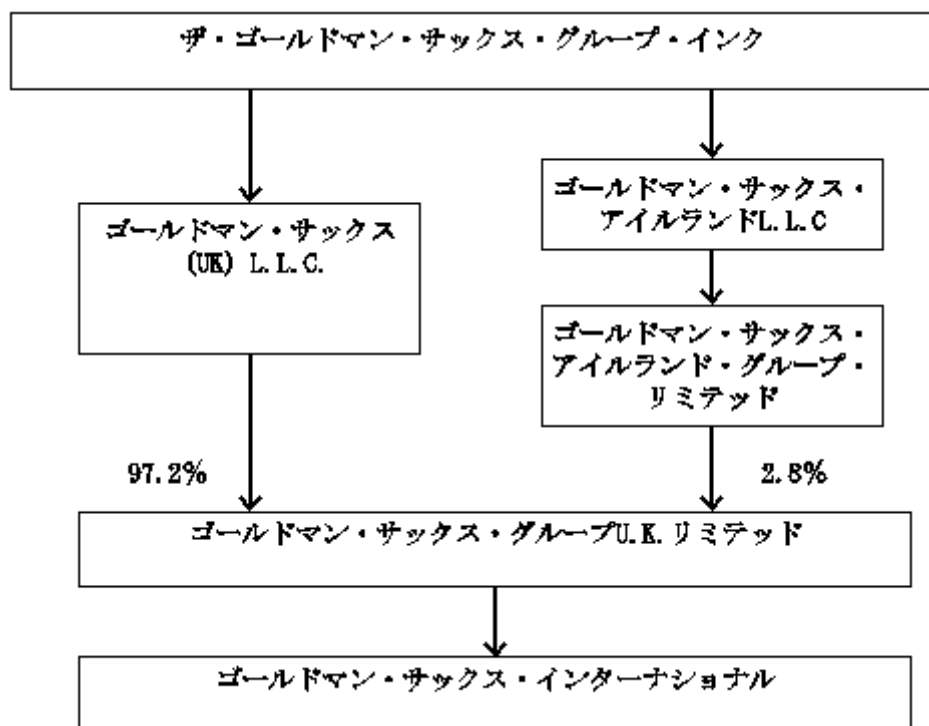 ザ・ゴールドマン・サックス・グループ・インク
ゴールドマン・サックス・
アイルランドL.L.C
ゴールドマン・サックス
(UK) L.L.C.
ゴールドマン・サックス・
アイルランド・グループ・
リミテッド
97.2%
2.8%
ゴールドマン・サックス・グループU.K.リミテッド
ゴールドマン・サックス・インターナショナル